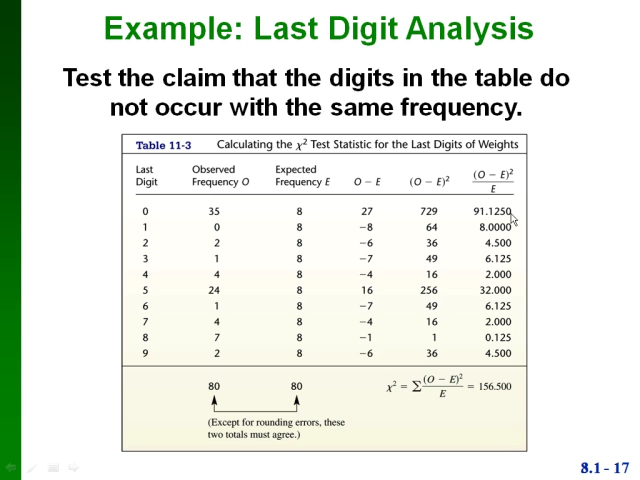 Example: Last Digit Analysis
Test the claim that the digits in the table do
not occur with the same frequency.
Table 11-3 Calculating the χ² Test Statistic for the Last Digits of Weights
Last Digit Observed Frequency O Expected Frequency E O − E (O − E)² (O − E)²/E
0 35 8 27 729 91.1250
1 0 8 −8 64 8.0000
2 2 8 −6 36 4.500
3 1 8 −7 49 6.125
4 4 8 −4 16 2.000
5 24 8 16 256 32.000
6 1 8 −7 49 6.125
7 4 8 −4 16 2.000
8 7 8 −1 1 0.125
9 2 8 −6 36 4.500
80 80 χ² = Σ (O − E)²/E = 156.500
(Except for rounding errors, these
two totals must agree.)
8.1 - 17